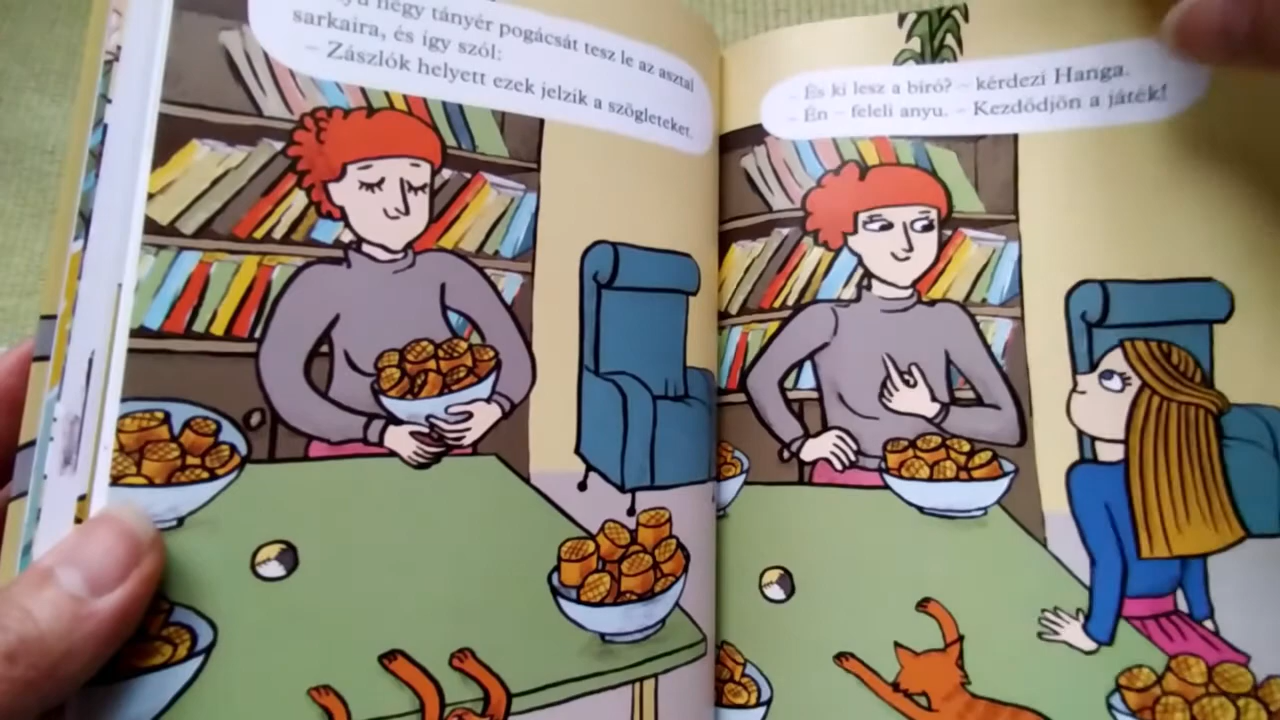 négy tányér pogácsát tesz le az asztal
sarkaira, és így szól:
– Zászlók helyett ezek jelzik a szögleteket.
– És ki lesz a bíró? – kérdezi Hanga.
– Én – feleli anyu. – Kezdődjön a játék!